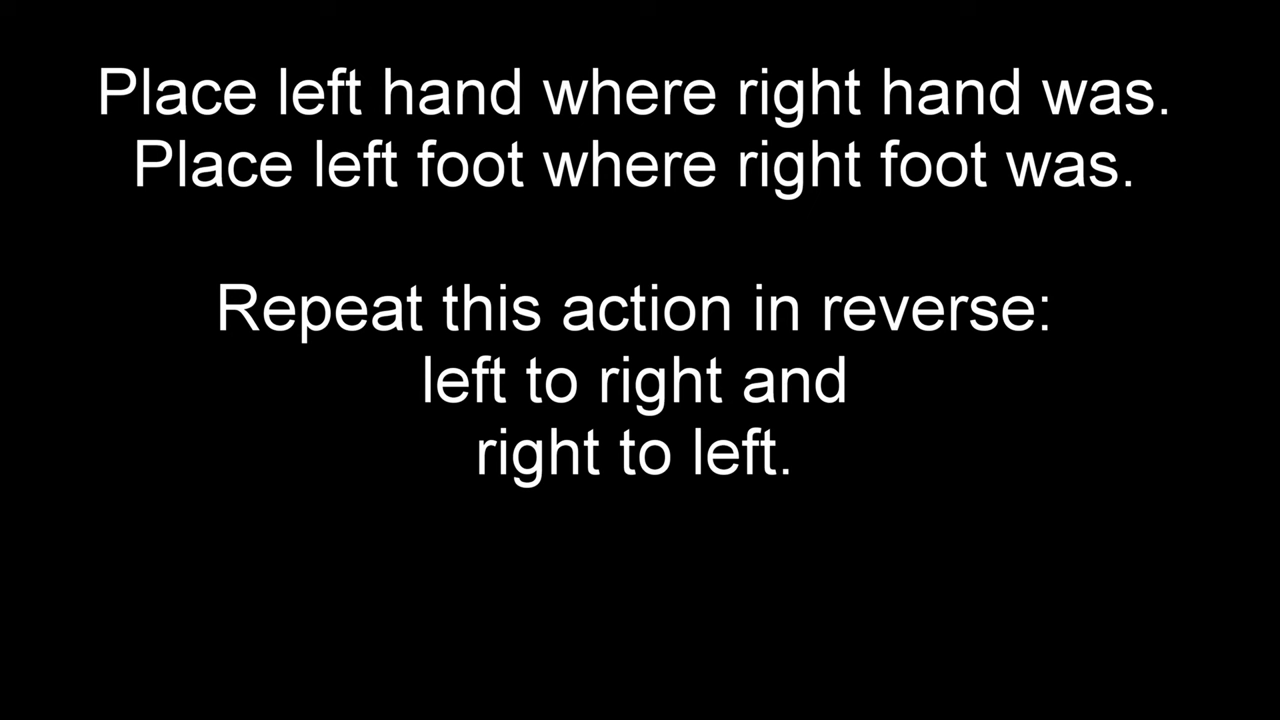 Place left hand where right hand was.
Place left foot where right foot was.
Repeat this action in reverse:
left to right and
right to left.